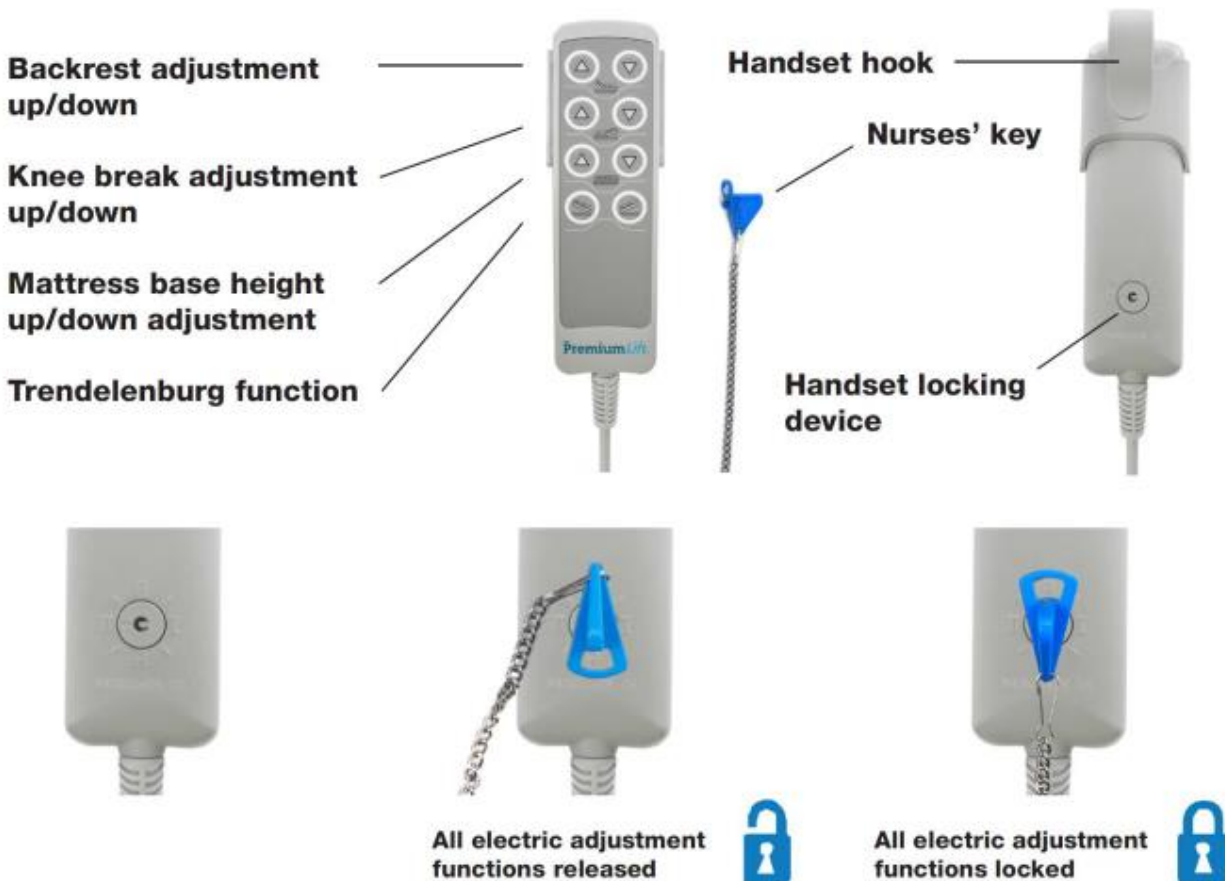 Backrest adjustment
up/down
Knee break adjustment
up/down
Mattress base height
up/down adjustment
Trendelenburg function
PremiumLift
Handset hook
Nurses’ key
Handset locking
device
All electric adjustment
functions released
All electric adjustment
functions locked